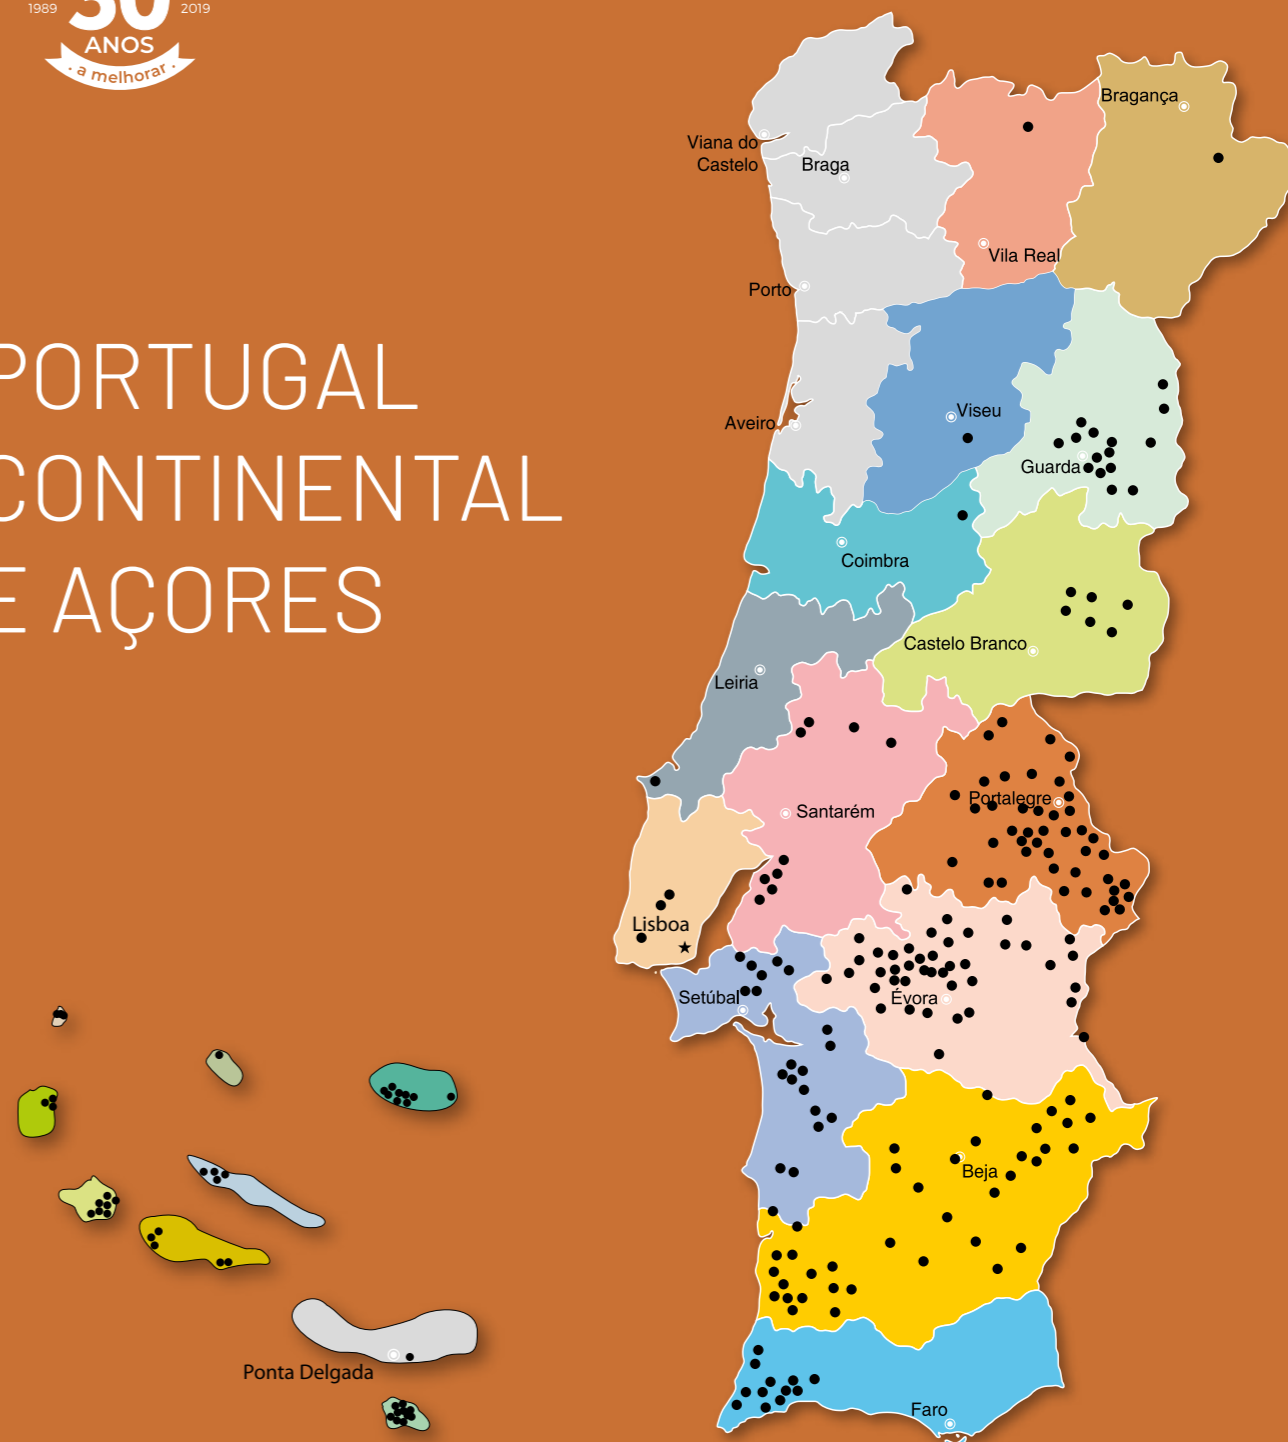 1989 30 2019
ANOS
· a melhorar ·
PORTUGAL
CONTINENTAL
E AÇORES
Bragança
Viana do
Castelo
Braga
Vila Real
Porto
Viseu
Aveiro
Guarda
Coimbra
Castelo Branco
Leiria
Portalegre
Santarém
Lisboa
Setúbal
Évora
Beja
Ponta Delgada
Faro